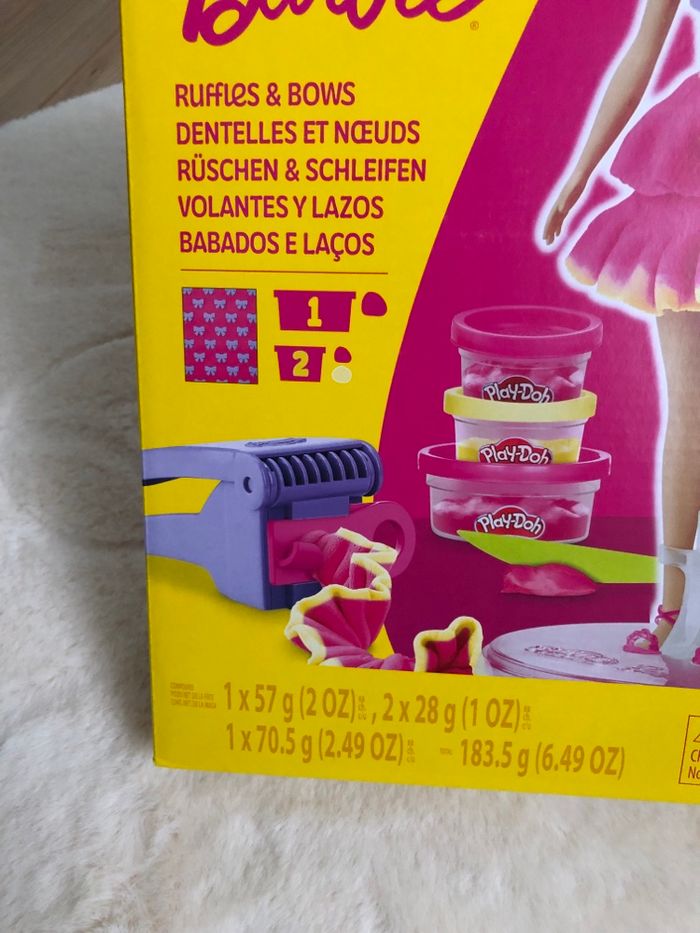 Barbie
®
RUFFLES & BOWS
DENTELLES ET NŒUDS
RÜSCHEN & SCHLEIFEN
VOLANTES Y LAZOS
BABADOS E LAÇOS
1
2
Play-Doh
Play-Doh
Play-Doh
1 x 57 g (2 OZ) , 2 x 28 g (1 OZ)
1 x 70.5 g (2.49 OZ) TOTAL 183.5 g (6.49 OZ)